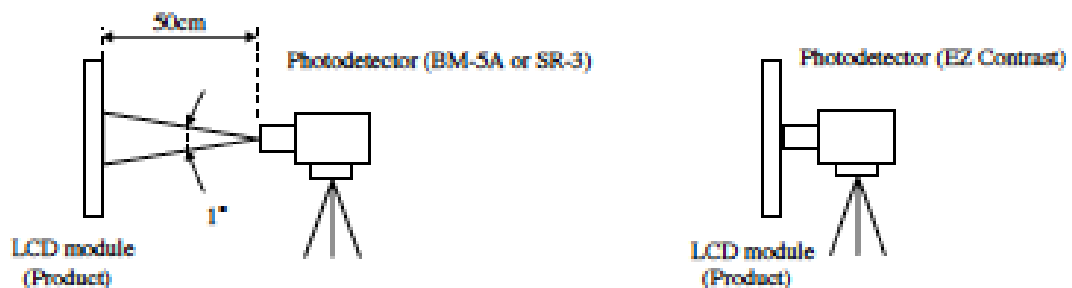 50cm
Photodetector (BM-5A or SR-3)
1°
LCD module
(Product)
Photodetector (EZ Contrast)
LCD module
(Product)